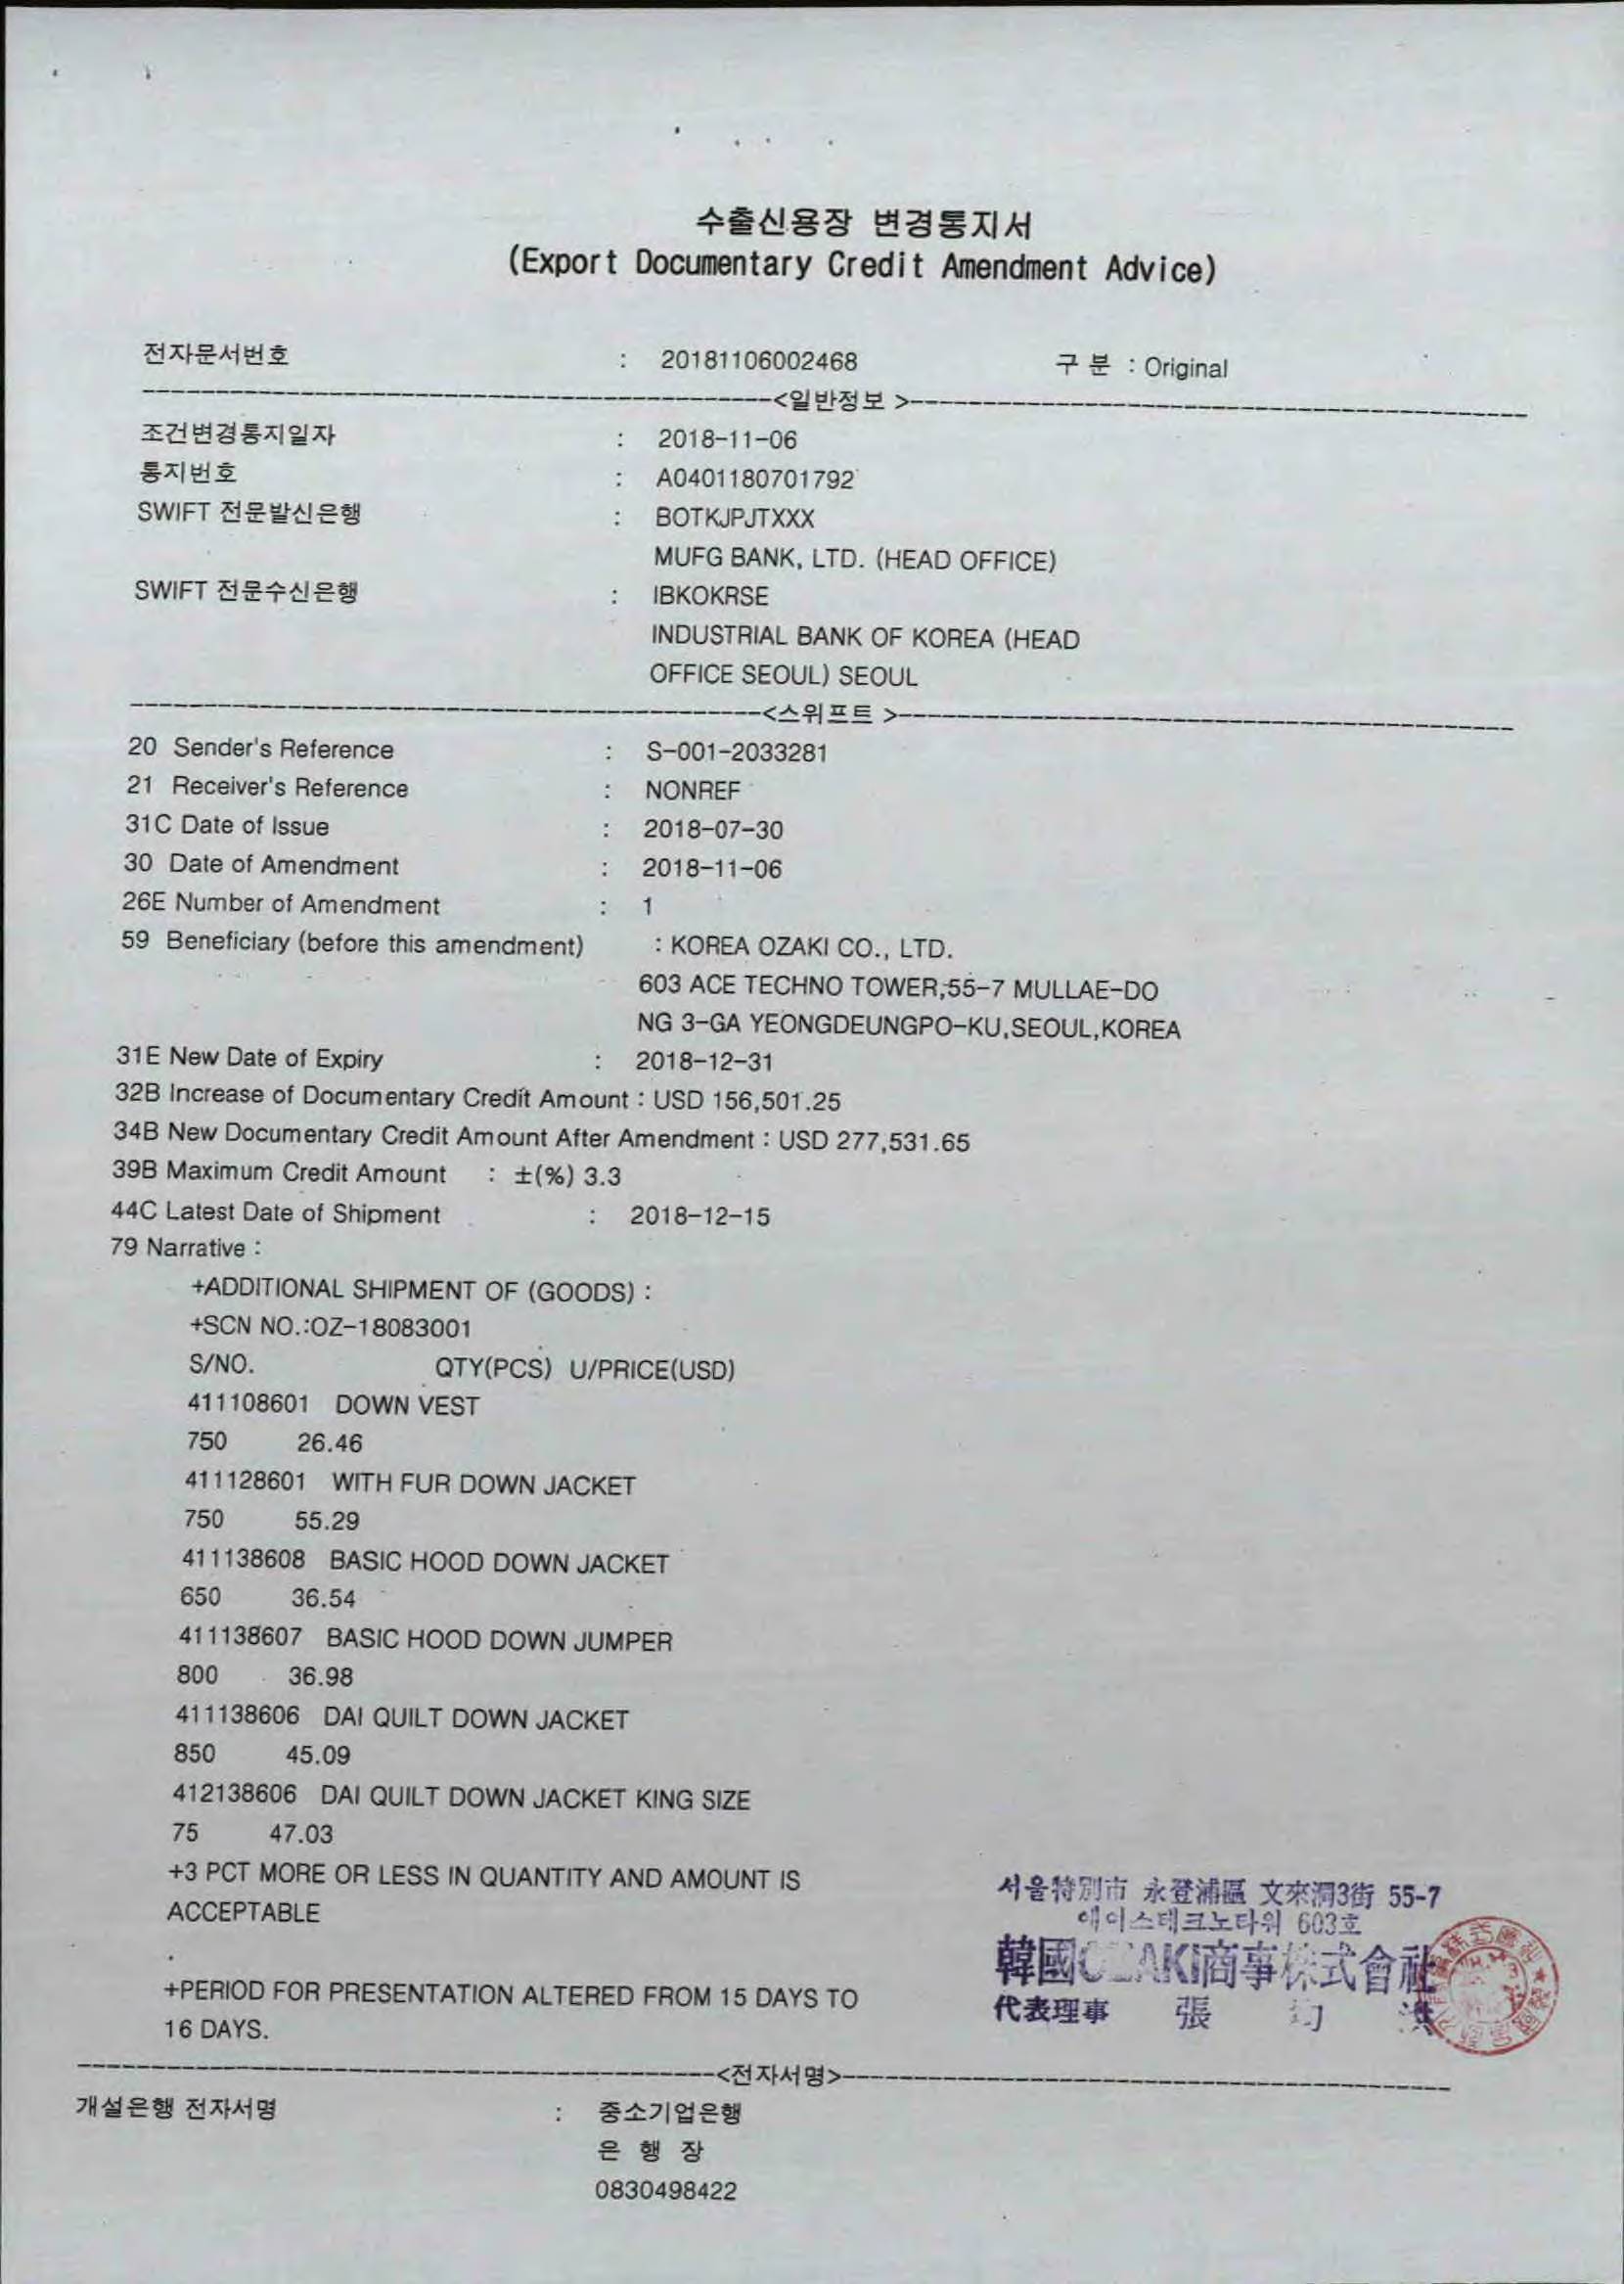 수출신용장 변경통지서
(Export Documentary Credit Amendment Advice)
전자문서번호 : 20181106002468 구 분 : Original
<일반정보 >
조건변경통지일자 : 2018-11-06
통지번호 : A0401180701792
SWIFT 전문발신은행 : BOTKJPJTXXX
MUFG BANK, LTD. (HEAD OFFICE)
SWIFT 전문수신은행 : IBKOKRSE
INDUSTRIAL BANK OF KOREA (HEAD
OFFICE SEOUL) SEOUL
<스위프트 >
20 Sender's Reference : S-001-2033281
21 Receiver's Reference : NONREF
31C Date of Issue : 2018-07-30
30 Date of Amendment : 2018-11-06
26E Number of Amendment : 1
59 Beneficiary (before this amendment) : KOREA OZAKI CO., LTD.
603 ACE TECHNO TOWER,55-7 MULLAE-DO
NG 3-GA YEONGDEUNGPO-KU,SEOUL,KOREA
31E New Date of Expiry : 2018-12-31
32B Increase of Documentary Credit Amount : USD 156,501.25
34B New Documentary Credit Amount After Amendment : USD 277,531.65
39B Maximum Credit Amount : ±(%) 3.3
44C Latest Date of Shipment : 2018-12-15
79 Narrative :
+ADDITIONAL SHIPMENT OF (GOODS) :
+SCN NO.:OZ-18083001
S/NO. QTY(PCS) U/PRICE(USD)
411108601 DOWN VEST
750 26.46
411128601 WITH FUR DOWN JACKET
750 55.29
411138608 BASIC HOOD DOWN JACKET
650 36.54
411138607 BASIC HOOD DOWN JUMPER
800 36.98
411138606 DAI QUILT DOWN JACKET
850 45.09
412138606 DAI QUILT DOWN JACKET KING SIZE
75 47.03
+3 PCT MORE OR LESS IN QUANTITY AND AMOUNT IS
ACCEPTABLE
.
+PERIOD FOR PRESENTATION ALTERED FROM 15 DAYS TO
16 DAYS.
서울特別市 永登浦區 文來洞3街 55-7
에이스테크노타워 603호
韓國OZAKI商事株式會社
代表理事 張
<전자서명>
개설은행 전자서명 : 중소기업은행
은 행 장
0830498422